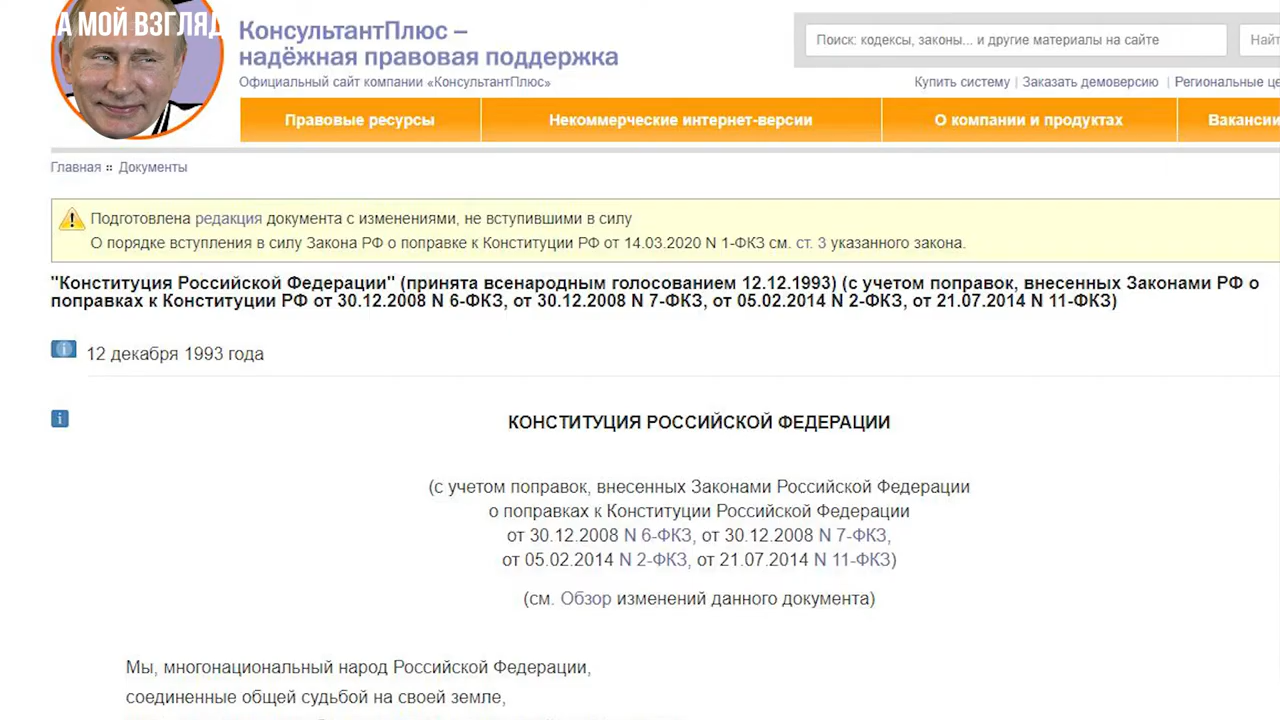 НА МОЙ ВЗГЛЯД
КонсультантПлюс –
надёжная правовая поддержка
Официальный сайт компании «КонсультантПлюс»
Поиск: кодексы, законы... и другие материалы на сайте
Купить систему | Заказать демоверсию | Региональные
Правовые ресурсы
Некоммерческие интернет-версии
О компании и продуктах
Вакансии
Главная :: Документы
Подготовлена редакция документа с изменениями, не вступившими в силу
О порядке вступления в силу Закона РФ о поправке к Конституции РФ от 14.03.2020 N 1-ФКЗ см. ст. 3 указанного закона.
"Конституция Российской Федерации" (принята всенародным голосованием 12.12.1993) (с учетом поправок, внесенных Законами РФ о
поправках к Конституции РФ от 30.12.2008 N 6-ФКЗ, от 30.12.2008 N 7-ФКЗ, от 05.02.2014 N 2-ФКЗ, от 21.07.2014 N 11-ФКЗ)
12 декабря 1993 года
КОНСТИТУЦИЯ РОССИЙСКОЙ ФЕДЕРАЦИИ
(с учетом поправок, внесенных Законами Российской Федерации
о поправках к Конституции Российской Федерации
от 30.12.2008 N 6-ФКЗ, от 30.12.2008 N 7-ФКЗ,
от 05.02.2014 N 2-ФКЗ, от 21.07.2014 N 11-ФКЗ)
(см. Обзор изменений данного документа)
Мы, многонациональный народ Российской Федерации,
соединенные общей судьбой на своей земле,